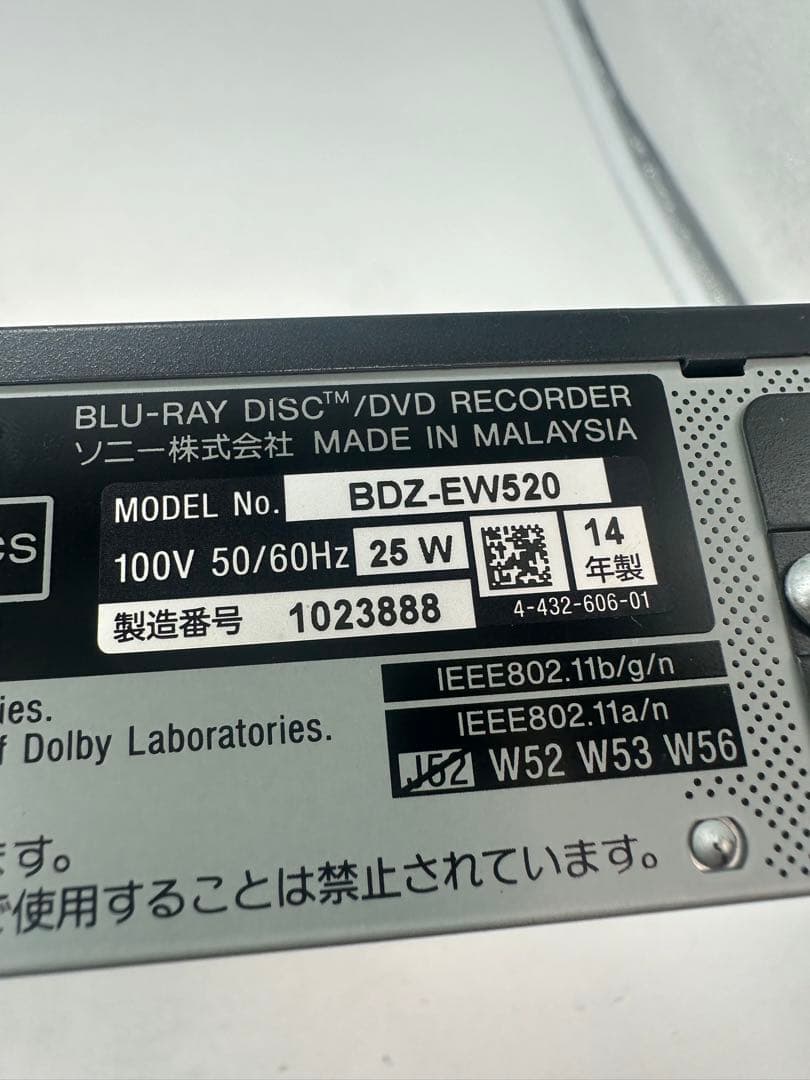 BLU-RAY DISC™/DVD RECORDER
ソニー株式会社 MADE IN MALAYSIA
MODEL No. BDZ-EW520
100V 50/60Hz 25 W
14
年製
製造番号 1023888
4-432-606-01
cs
IEEE802.11b/g/n
IEEE802.11a/n
J52 W52 W53 W56
ies.
f Dolby Laboratories.
ます。
で使用することは禁止されています。